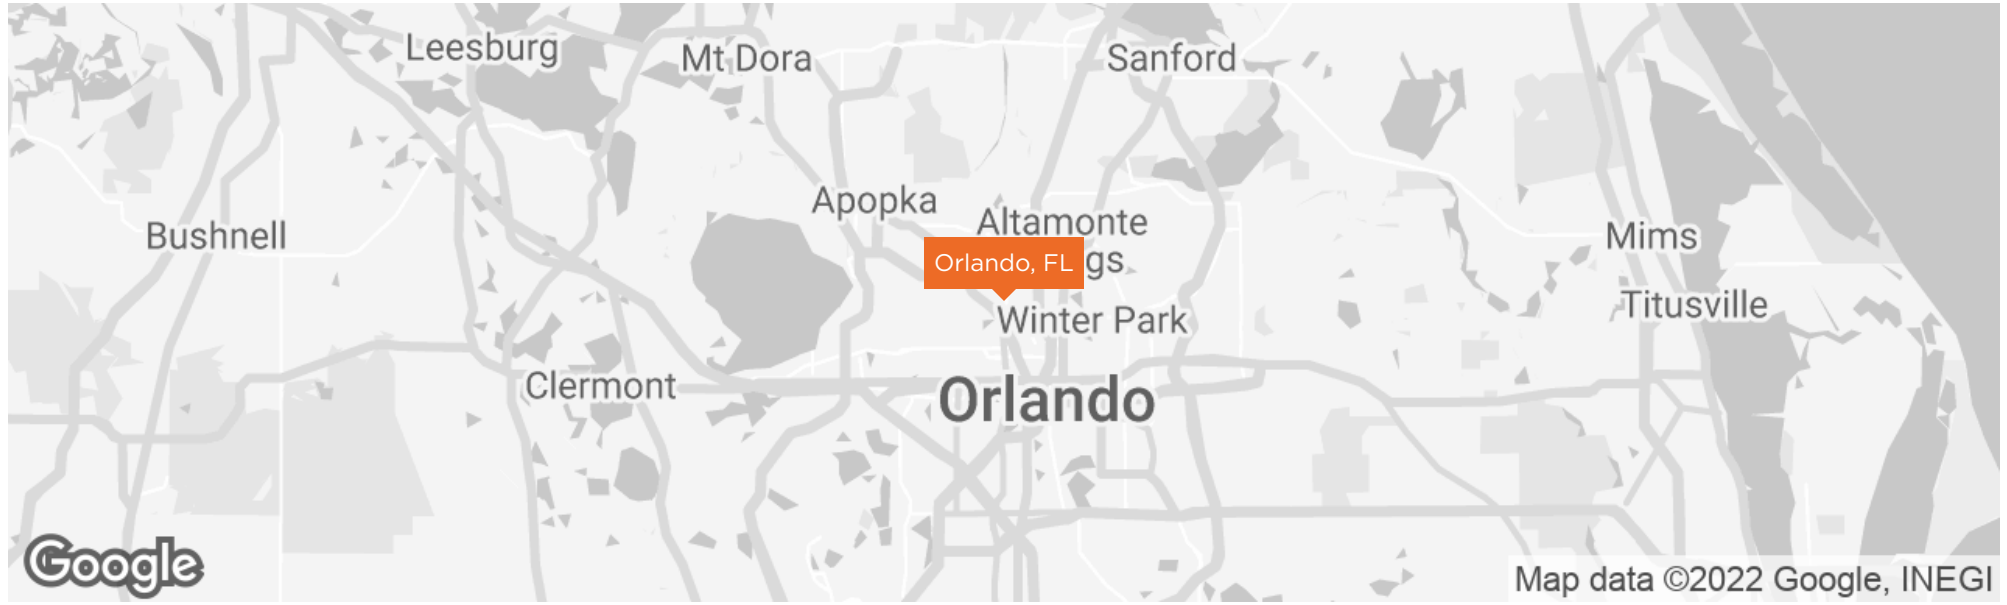 Leesburg
Mt Dora
Sanford
Apopka
Altamonte
gs
Bushnell
Mims
Orlando, FL
Titusville
Winter Park
Clermont
Orlando
Google
Map data ©2022 Google, INEGI